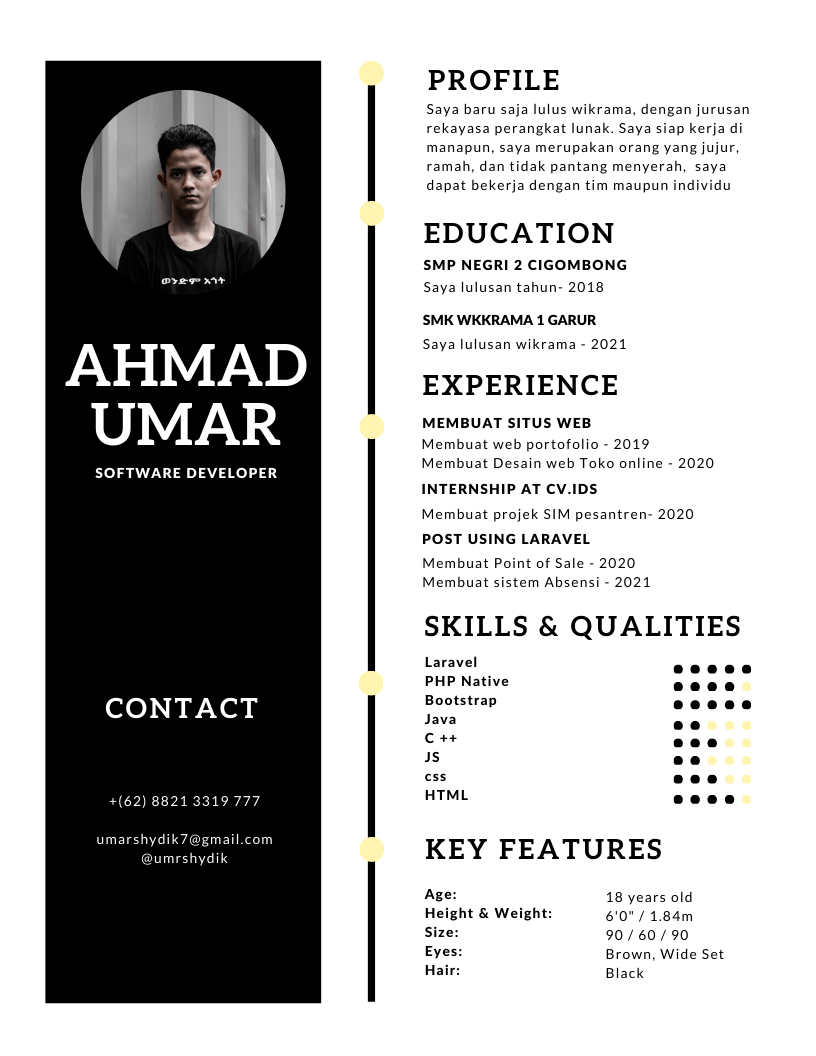 ወንድም እኅት
AHMAD
UMAR
SOFTWARE DEVELOPER
CONTACT
+(62) 8821 3319 777
umarshydik7@gmail.com
@umrshydik
PROFILE
Saya baru saja lulus wikrama, dengan jurusan
rekayasa perangkat lunak. Saya siap kerja di
manapun, saya merupakan orang yang jujur,
ramah, dan tidak pantang menyerah, saya
dapat bekerja dengan tim maupun individu
EDUCATION
SMP NEGRI 2 CIGOMBONG
Saya lulusan tahun- 2018
SMK WKKRAMA 1 GARUR
Saya lulusan wikrama - 2021
EXPERIENCE
MEMBUAT SITUS WEB
Membuat web portofolio - 2019
Membuat Desain web Toko online - 2020
INTERNSHIP AT CV.IDS
Membuat projek SIM pesantren- 2020
POST USING LARAVEL
Membuat Point of Sale - 2020
Membuat sistem Absensi - 2021
SKILLS & QUALITIES
Laravel
PHP Native
Bootstrap
Java
C ++
JS
css
HTML
KEY FEATURES
Age: 18 years old
Height & Weight: 6'0" / 1.84m
Size: 90 / 60 / 90
Eyes: Brown, Wide Set
Hair: Black